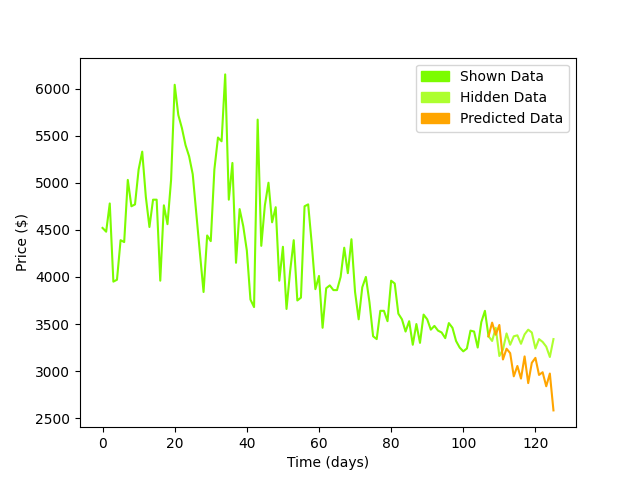 Shown Data
Hidden Data
Predicted Data
Price ($)
6000
5500
5000
4500
4000
3500
3000
2500
0 20 40 60 80 100 120
Time (days)